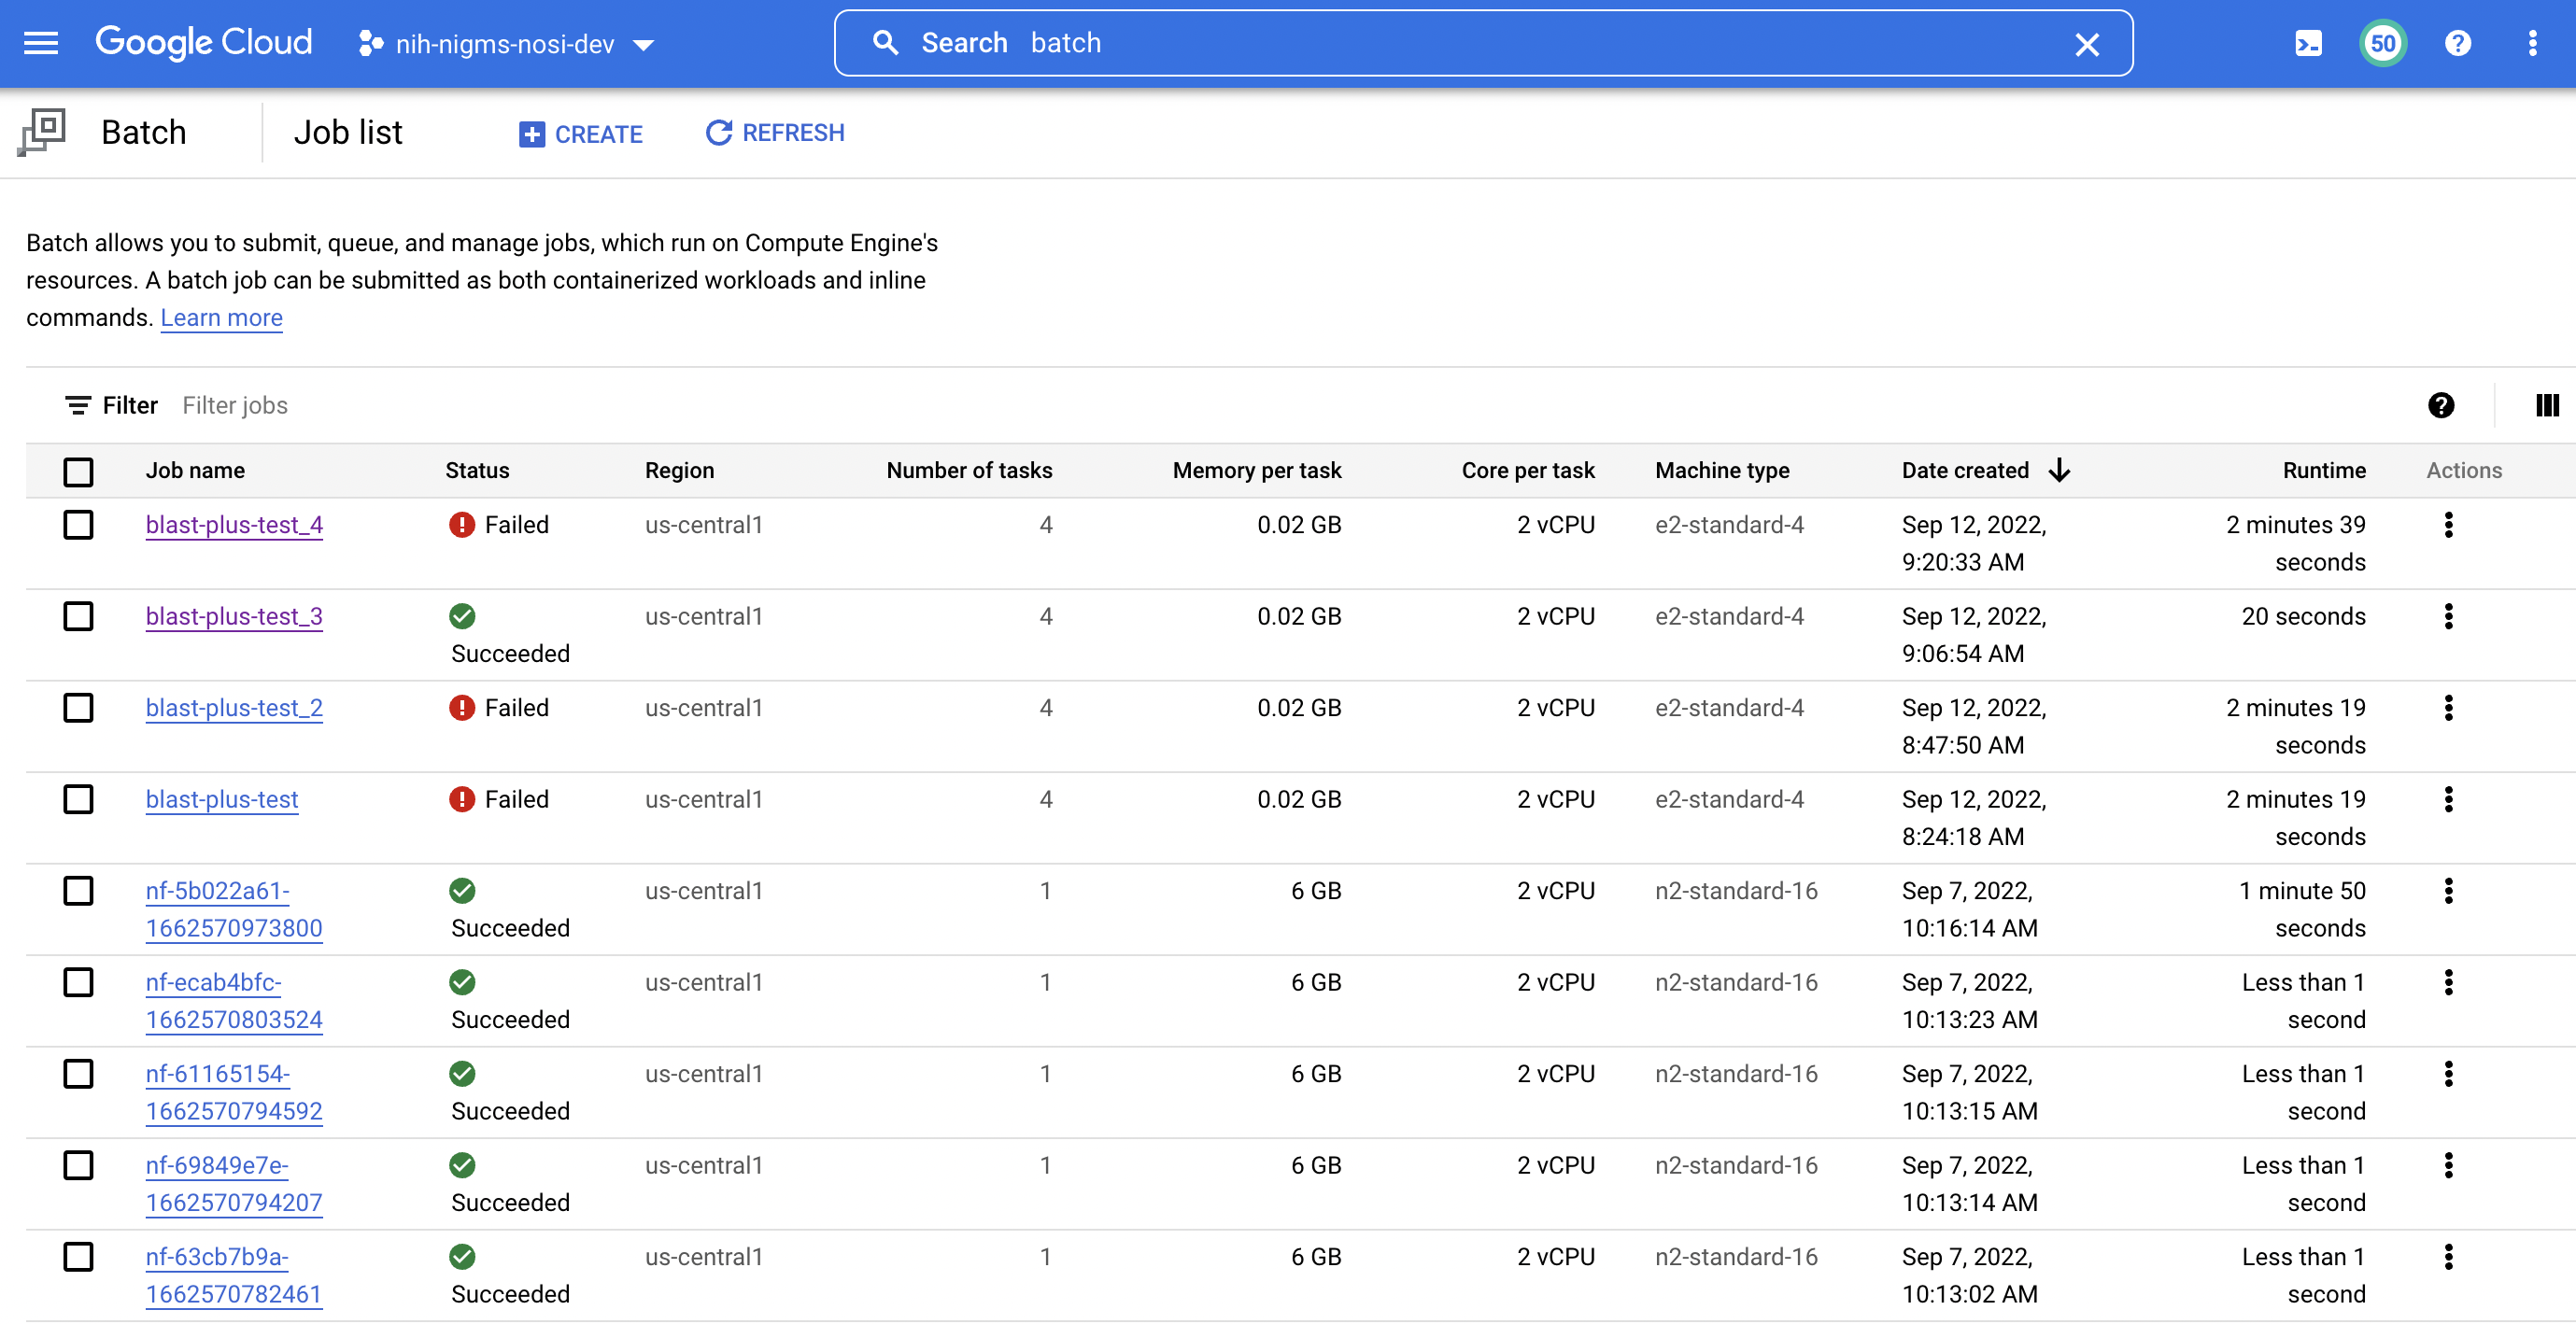 Google Cloud nih-nigms-nosi-dev Search batch 50 ?
Batch Job list CREATE REFRESH
Batch allows you to submit, queue, and manage jobs, which run on Compute Engine's
resources. A batch job can be submitted as both containerized workloads and inline
commands. Learn more
Filter Filter jobs ?
Job name Status Region Number of tasks Memory per task Core per task Machine type Date created Runtime Actions
blast-plus-test_4 Failed us-central1 4 0.02 GB 2 vCPU e2-standard-4 Sep 12, 2022, 2 minutes 39
9:20:33 AM seconds
blast-plus-test_3 us-central1 4 0.02 GB 2 vCPU e2-standard-4 Sep 12, 2022, 20 seconds
Succeeded 9:06:54 AM
blast-plus-test_2 Failed us-central1 4 0.02 GB 2 vCPU e2-standard-4 Sep 12, 2022, 2 minutes 19
8:47:50 AM seconds
blast-plus-test Failed us-central1 4 0.02 GB 2 vCPU e2-standard-4 Sep 12, 2022, 2 minutes 19
8:24:18 AM seconds
nf-5b022a61- us-central1 1 6 GB 2 vCPU n2-standard-16 Sep 7, 2022, 1 minute 50
1662570973800 Succeeded 10:16:14 AM seconds
nf-ecab4bfc- us-central1 1 6 GB 2 vCPU n2-standard-16 Sep 7, 2022, Less than 1
1662570803524 Succeeded 10:13:23 AM second
nf-61165154- us-central1 1 6 GB 2 vCPU n2-standard-16 Sep 7, 2022, Less than 1
1662570794592 Succeeded 10:13:15 AM second
nf-69849e7e- us-central1 1 6 GB 2 vCPU n2-standard-16 Sep 7, 2022, Less than 1
1662570794207 Succeeded 10:13:14 AM second
nf-63cb7b9a- us-central1 1 6 GB 2 vCPU n2-standard-16 Sep 7, 2022, Less than 1
1662570782461 Succeeded 10:13:02 AM second